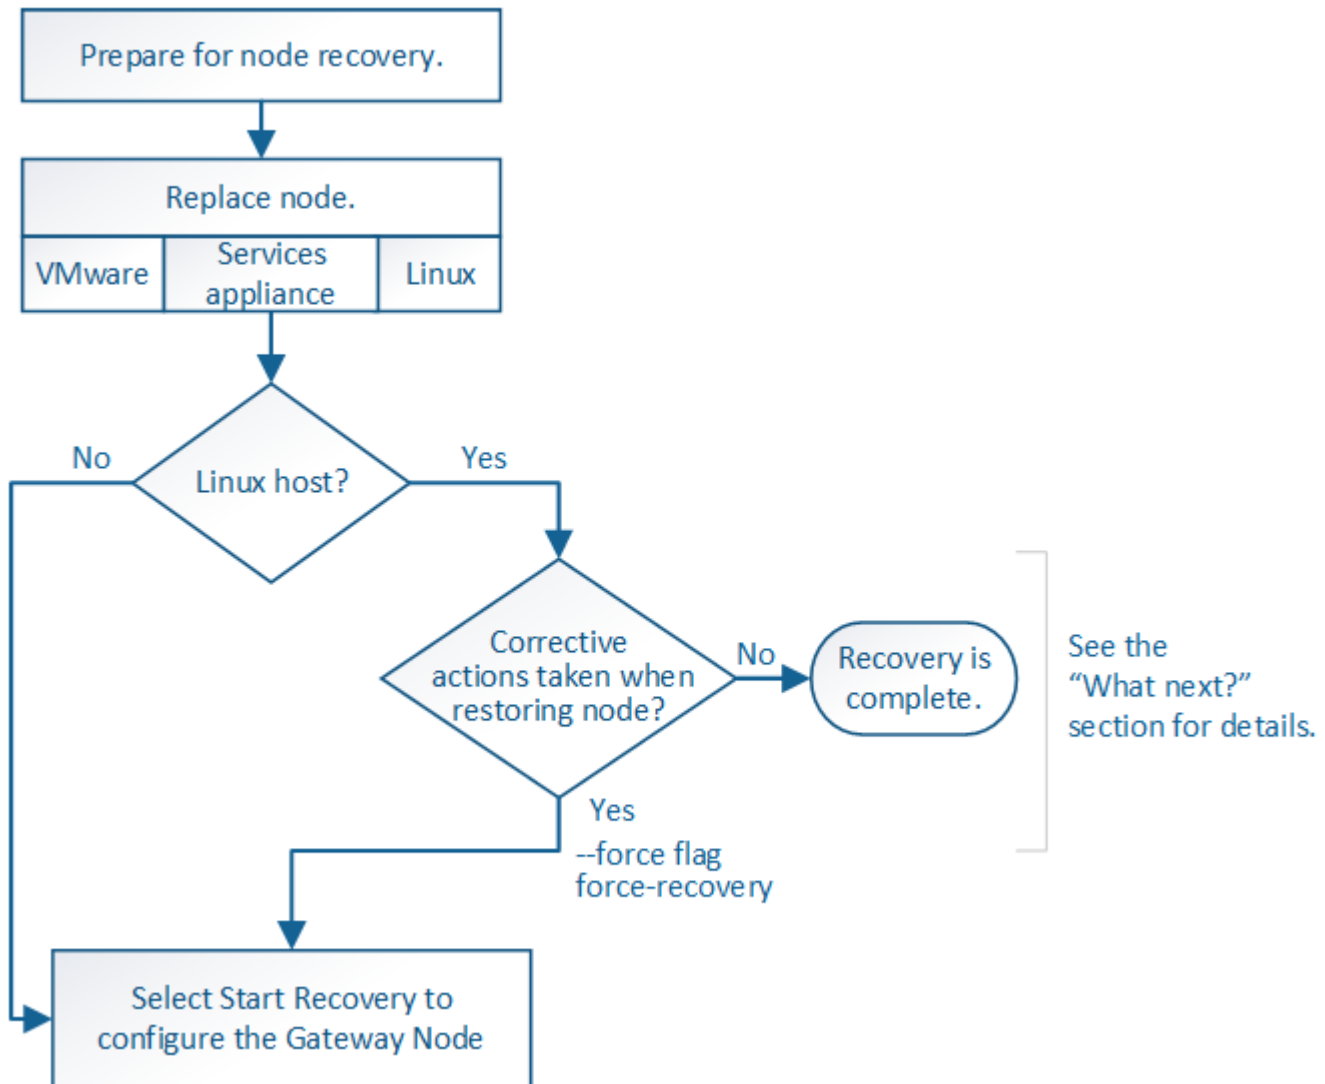 Prepare for node recovery.
Replace node.
VMware
Services
appliance
Linux
Linux host?
No
Yes
Corrective
actions taken when
restoring node?
No
Recovery is
complete.
See the
“What next?”
section for details.
Yes
--force flag
force-recovery
Select Start Recovery to
configure the Gateway Node